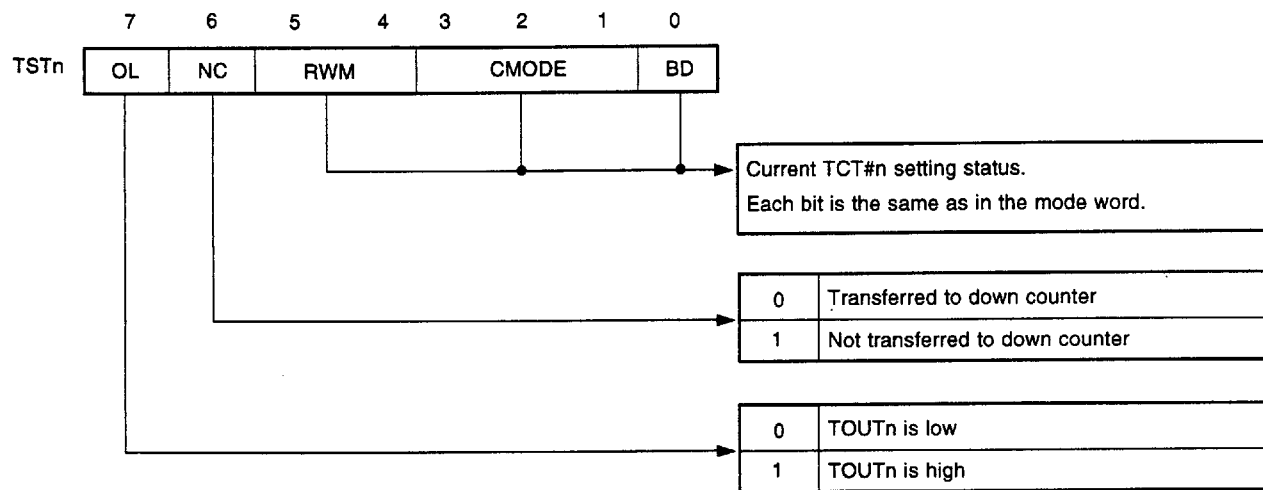 7 6 5 4 3 2 1 0
TSTn OL NC RWM CMODE BD
Current TCT#n setting status.
Each bit is the same as in the mode word.
0 Transferred to down counter
1 Not transferred to down counter
0 TOUTn is low
1 TOUTn is high